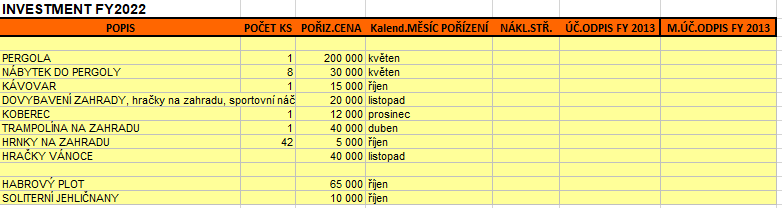 INVESTMENT FY2022
POPIS POČET KS POŘIZ.CENA Kalend.MĚSÍC POŘÍZENÍ NÁKL.STŘ. ÚČ.ODPIS FY 2013 M.ÚČ.ODPIS FY 2013
PERGOLA 1 200 000 květen
NÁBYTEK DO PERGOLY 8 30 000 květen
KÁVOVAR 1 15 000 říjen
DOVYBAVENÍ ZAHRADY, hračky na zahradu, sportovní náč 20 000 listopad
KOBEREC 1 12 000 prosinec
TRAMPOLÍNA NA ZAHRADU 1 40 000 duben
HRNKY NA ZAHRADU 42 5 000 říjen
HRAČKY VÁNOCE 40 000 listopad
HABROVÝ PLOT 65 000 říjen
SOLITERNÍ JEHLIČNANY 10 000 říjen